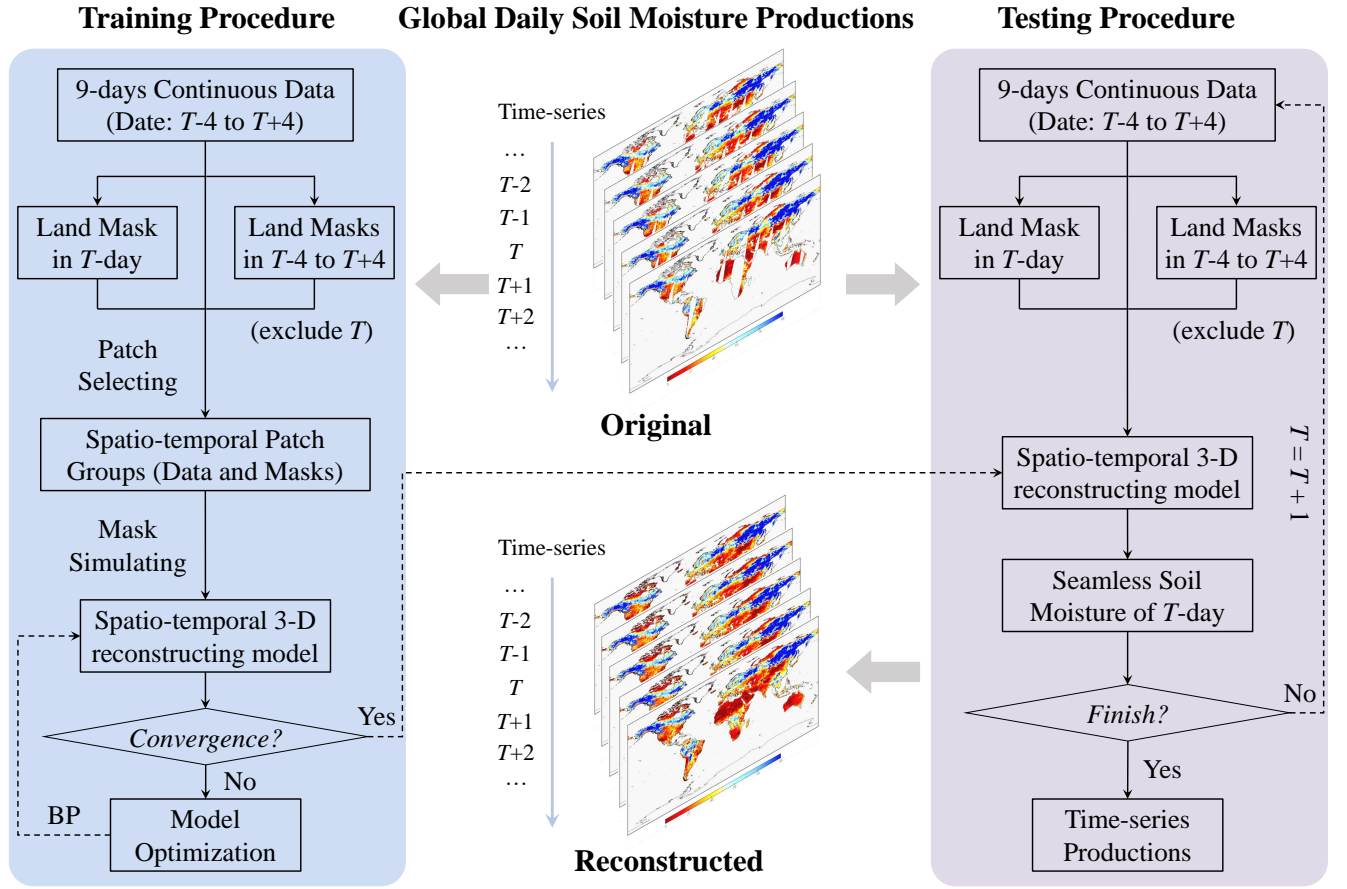 Training Procedure
9-days Continuous Data
(Date: T-4 to T+4)
Land Mask
in T-day
Land Masks
in T-4 to T+4
(exclude T)
Patch
Selecting
Spatio-temporal Patch
Groups (Data and Masks)
Mask
Simulating
Spatio-temporal 3-D
reconstructing model
Convergence?
Yes
No
BP
Model
Optimization
Global Daily Soil Moisture Productions
Time-series
…
T-2
T-1
T
T+1
T+2
…
Original
Time-series
…
T-2
T-1
T
T+1
T+2
…
Reconstructed
Testing Procedure
9-days Continuous Data
(Date: T-4 to T+4)
Land Mask
in T-day
Land Masks
in T-4 to T+4
(exclude T)
Spatio-temporal 3-D
reconstructing model
T = T + 1
Seamless Soil
Moisture of T-day
Finish?
No
Yes
Time-series
Productions